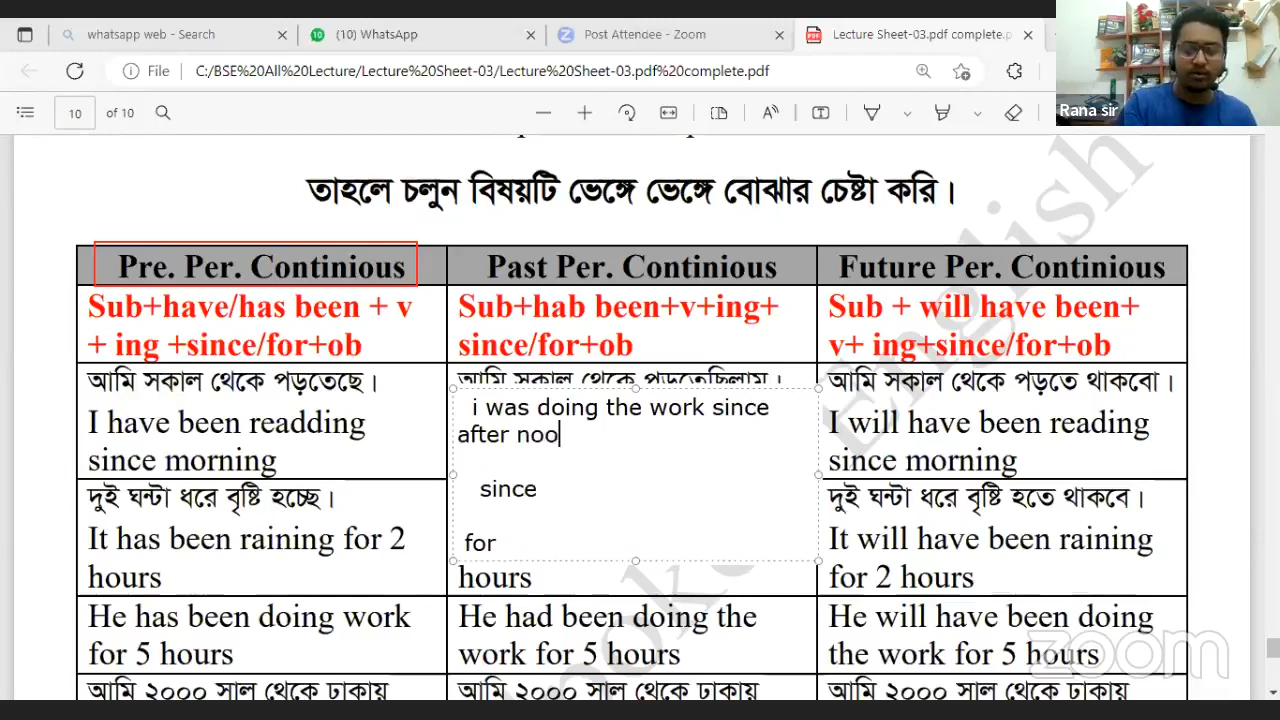 whatsapp web - Search
(10) WhatsApp
Post Attendee - Zoom
Lecture Sheet-03.pdf complete.p
File
C:/BSE%20All%20Lecture/Lecture%20Sheet-03/Lecture%20Sheet-03.pdf%20complete.pdf
10 of 10
Rana sir
তাহলে চলুন বিষয়টি ভেঙ্গে ভেঙ্গে বোঝার চেষ্টা করি।
Pre. Per. Continious
Past Per. Continious
Future Per. Continious
Sub+have/has been + v
+ ing +since/for+ob
Sub+hab been+v+ing+
since/for+ob
Sub + will have been+
v+ ing+since/for+ob
আমি সকাল থেকে পড়তেছে।
I have been readding
since morning
আমি সকাল থেকে পড়তেছিলাম।
i was doing the work since
after noo
since
for
hours
আমি সকাল থেকে পড়তে থাকবো।
I will have been reading
since morning
দুই ঘন্টা ধরে বৃষ্টি হচ্ছে।
It has been raining for 2
hours
দুই ঘন্টা ধরে বৃষ্টি হতে থাকবে।
It will have been raining
for 2 hours
He has been doing work
for 5 hours
He had been doing the
work for 5 hours
He will have been doing
the work for 5 hours
আমি ২০০০ সাল থেকে ঢাকায়
আমি ২০০০ সাল থেকে ঢাকায়
আমি ২০০০ সাল থেকে ঢাকায়
English
zoom